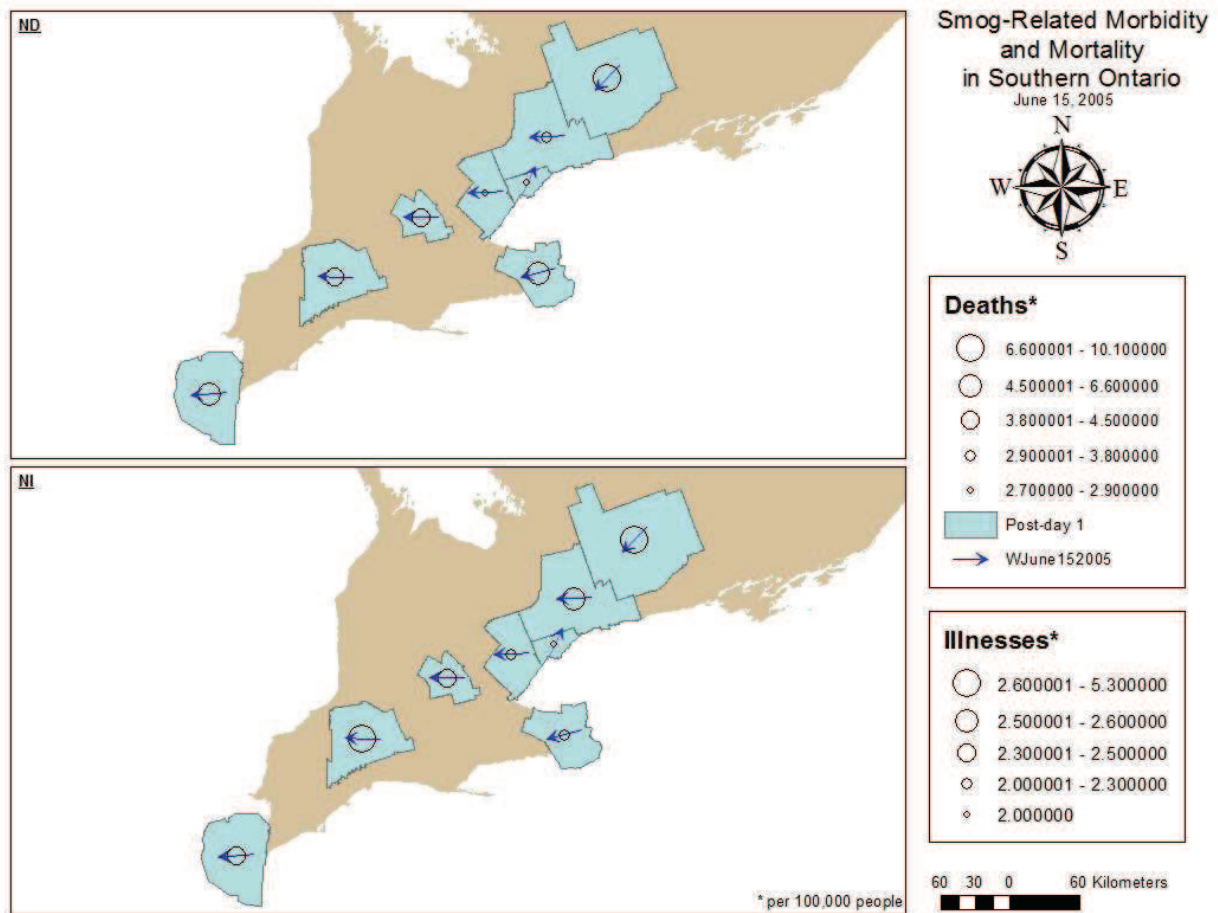 ND
NI
* per 100,000 people
Smog-Related Morbidity
and Mortality
in Southern Ontario
June 15, 2005
N
W E
S
Deaths*
6.600001 - 10.100000
4.500001 - 6.600000
3.800001 - 4.500000
2.900001 - 3.800000
2.700000 - 2.900000
Post-day 1
WJune152005
Illnesses*
2.600001 - 5.300000
2.500001 - 2.600000
2.300001 - 2.500000
2.000001 - 2.300000
2.000000
60 30 0 60 Kilometers